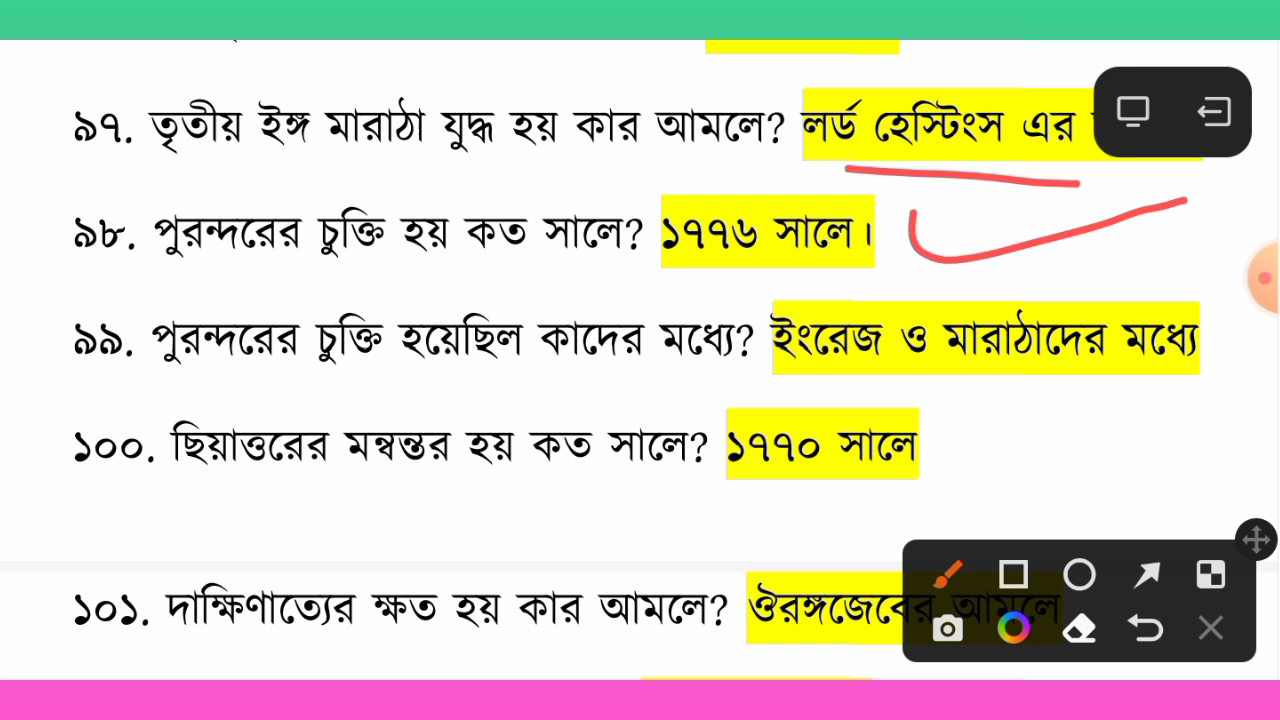 ৯৭. তৃতীয় ইঙ্গ মারাঠা যুদ্ধ হয় কার আমলে? লর্ড হেস্টিংস এর
৯৮. পুরন্দরের চুক্তি হয় কত সালে? ১৭৭৬ সালে।
৯৯. পুরন্দরের চুক্তি হয়েছিল কাদের মধ্যে? ইংরেজ ও মারাঠাদের মধ্যে
১০০. ছিয়াত্তরের মন্বন্তর হয় কত সালে? ১৭৭০ সালে
১০১. দাক্ষিণাত্যের ক্ষত হয় কার আমলে? ঔরঙ্গজেবের আমলে